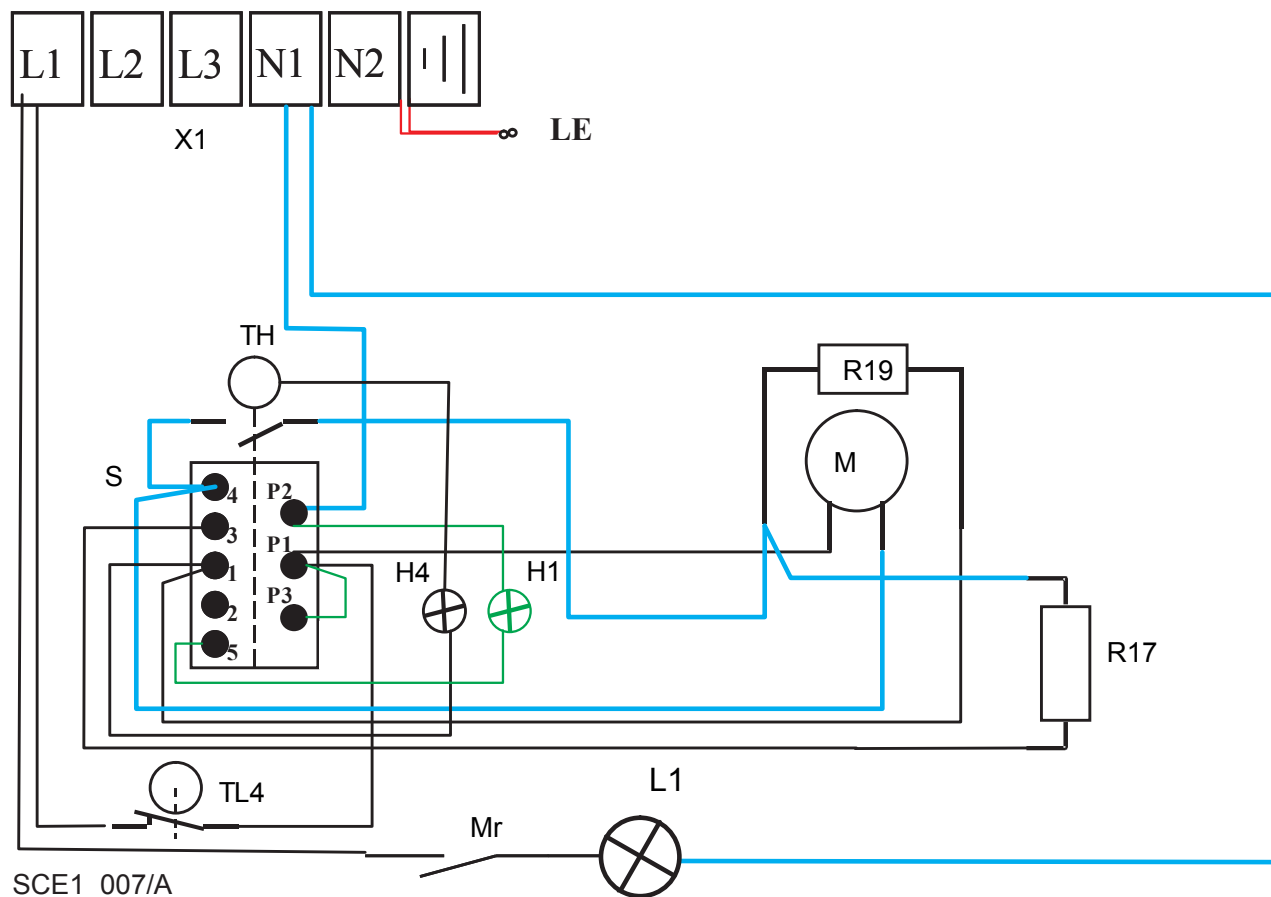 L1 L2 L3 N1 N2
X1
LE
TH
R19
M
S
4
P2
3
P1
1
H4
H1
P3
2
5
R17
TL4
L1
Mr
SCE1 007/A